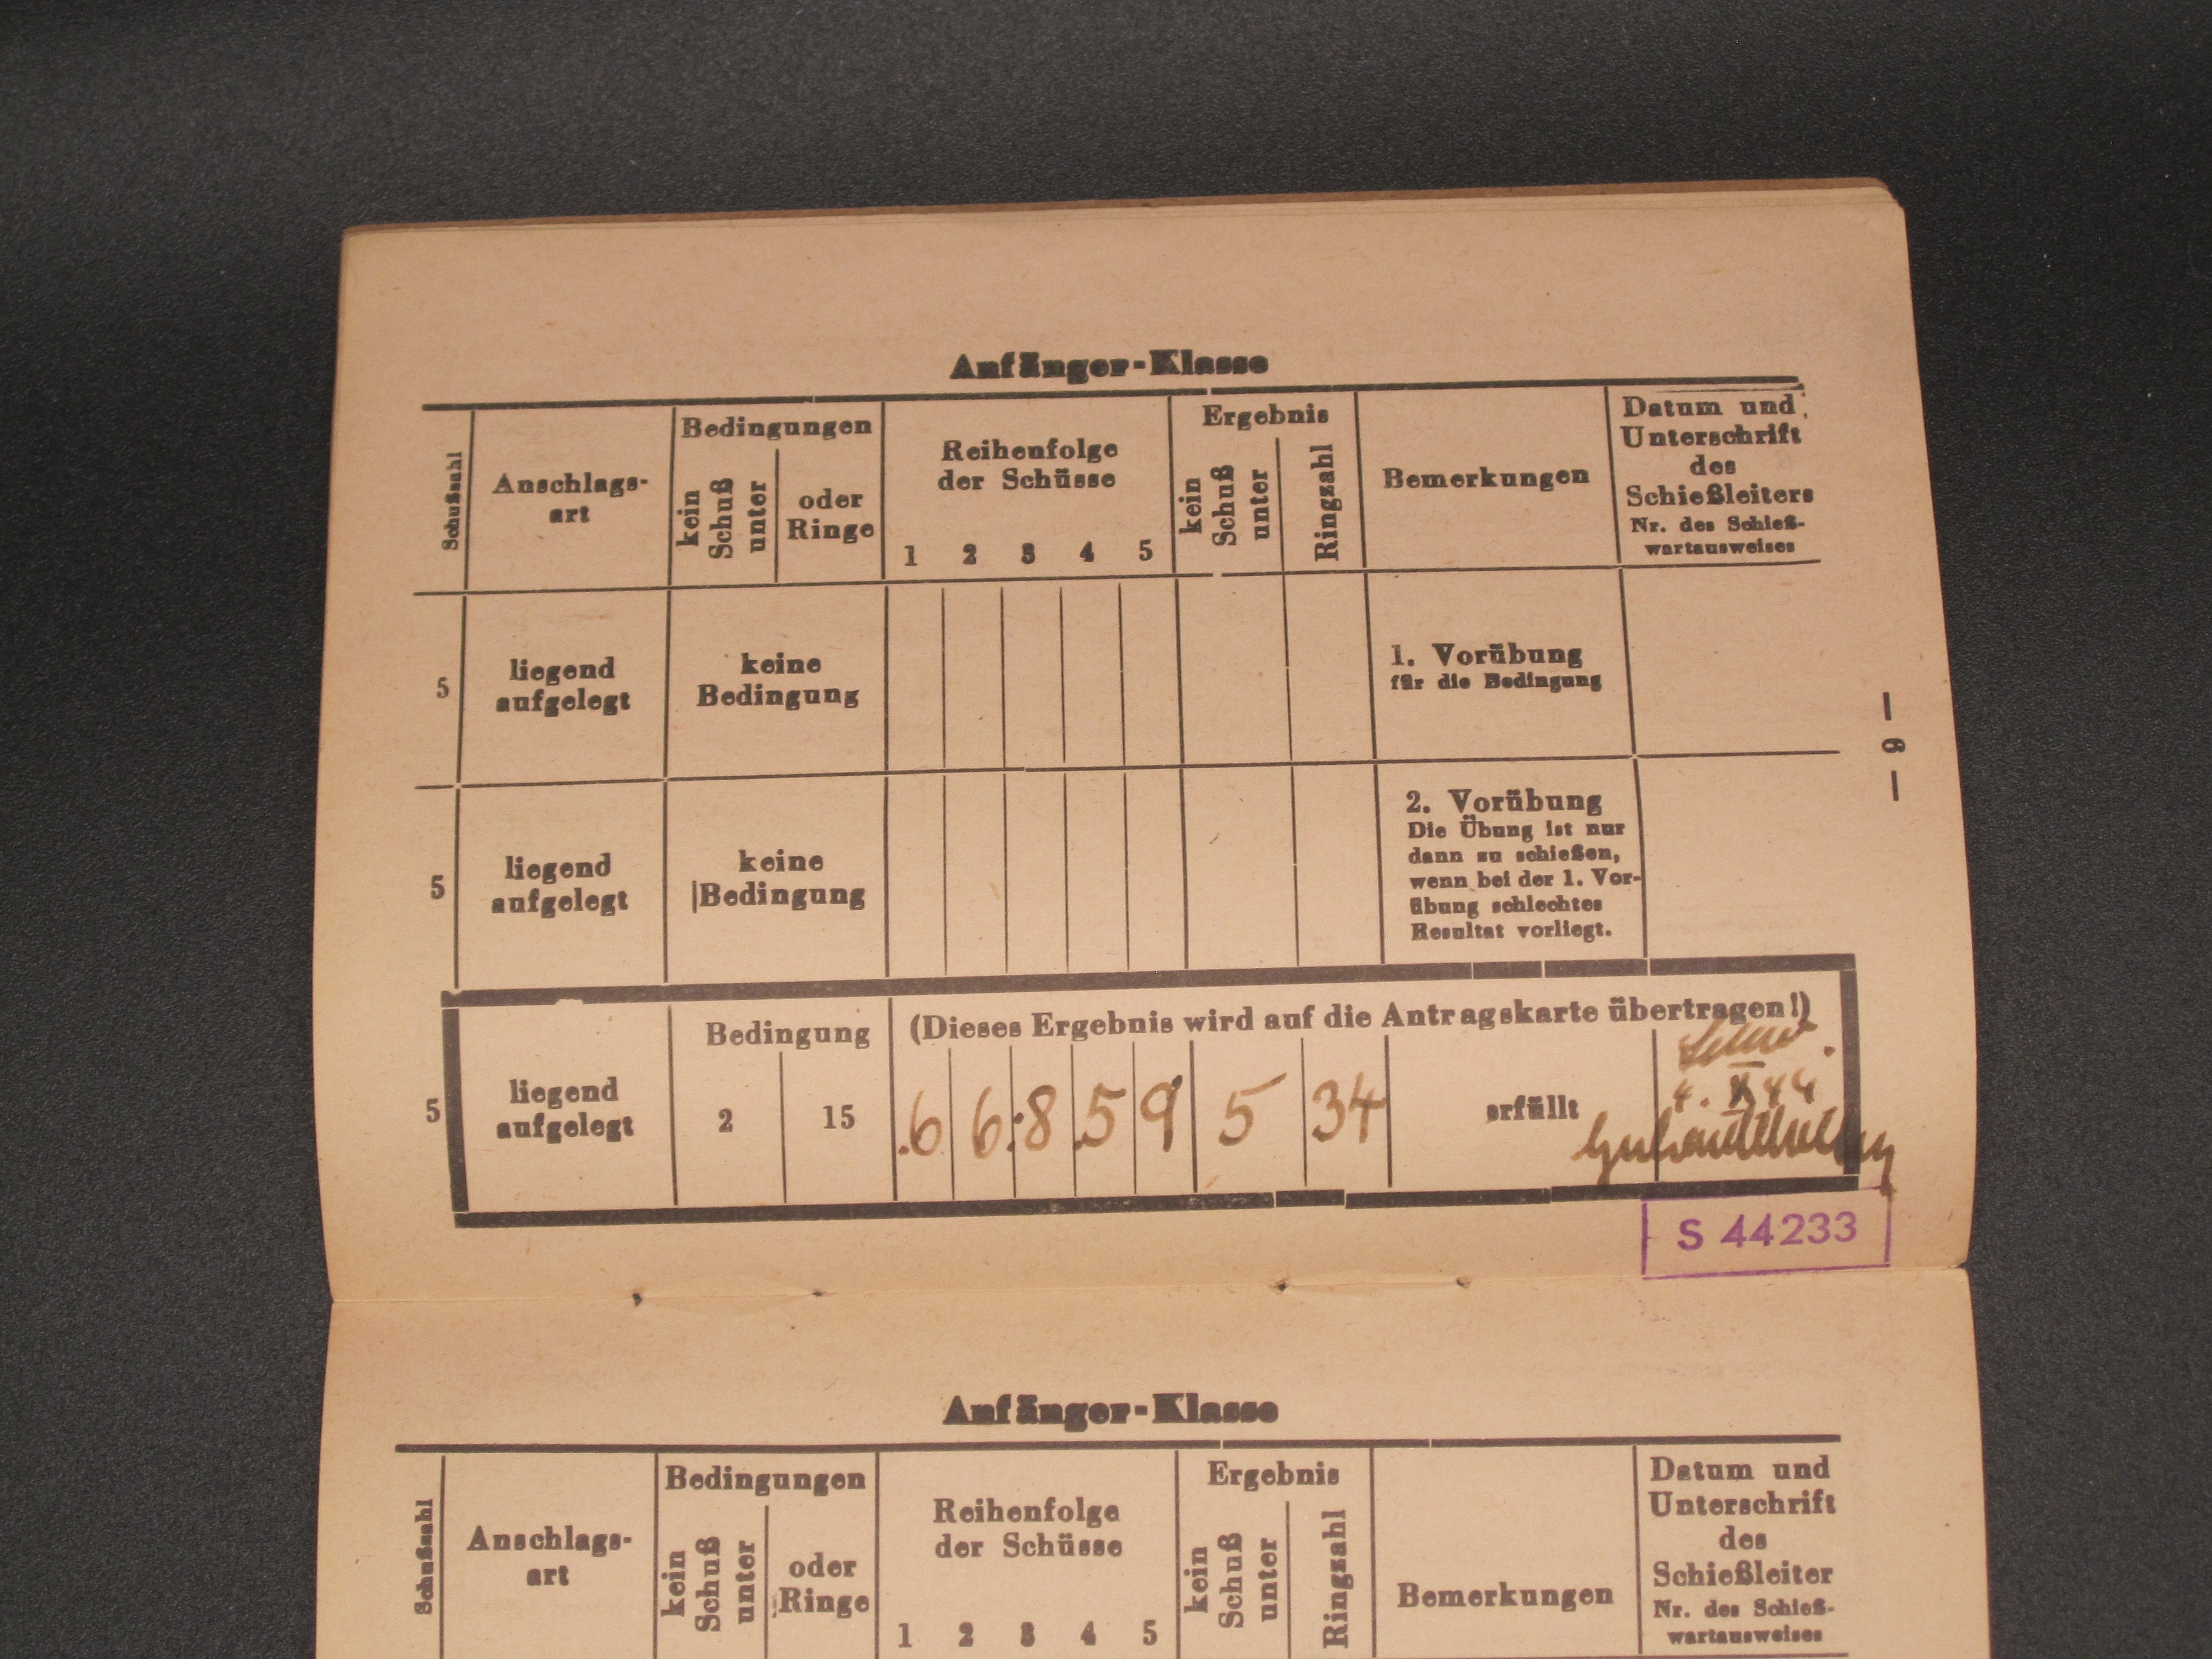 Anfänger-Klasse
Schußzahl
Anschlags-
art
Bedingungen
kein
Schuß
unter
oder
Ringe
Reihenfolge
der Schüsse
1 2 3 4 5
Ergebnis
kein
Schuß
unter
Ringzahl
Bemerkungen
Datum und
Unterschrift
des
Schießleiters
Nr. des Schieß-
wartausweises
5
liegend
aufgelegt
keine
Bedingung
1. Vorübung
für die Bedingung
— 6 —
5
liegend
aufgelegt
keine
Bedingung
2. Vorübung
Die Übung ist nur
dann zu schießen,
wenn bei der 1. Vor-
übung schlechtes
Resultat vorliegt.
5
liegend
aufgelegt
Bedingung
2 15
(Dieses Ergebnis wird auf die Antragskarte übertragen!)
6 6 8 5 9 5 34
erfüllt
S 44233
Anfänger-Klasse
Schußzahl
Anschlags-
art
Bedingungen
kein
Schuß
unter
oder
Ringe
Reihenfolge
der Schüsse
1 2 3 4 5
Ergebnis
kein
Schuß
unter
Ringzahl
Bemerkungen
Datum und
Unterschrift
des
Schießleiter
Nr. des Schieß-
wartausweises